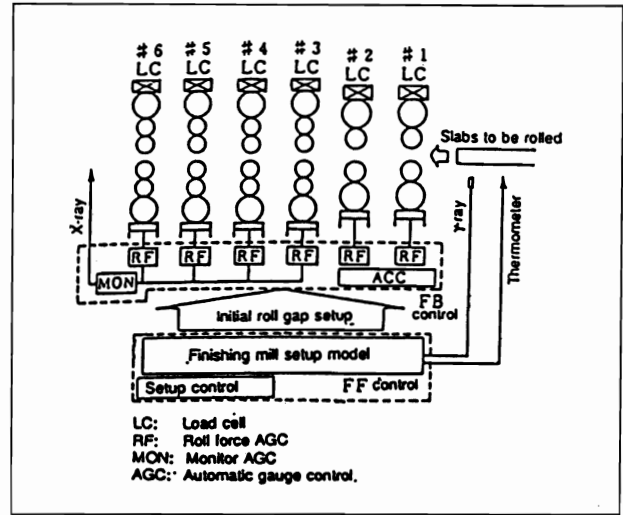 # 6 # 5 # 4 # 3 # 2 # 1
LC LC LC LC LC LC
Slabs to be rolled
X-ray
γ-ray
Thermometer
RF RF RF RF RF RF
MON
ACC
FB
control
Initial roll gap setup
Finishing mill setup model
Setup control
FF control
LC: Load cell
RF: Roll force AGC
MON: Monitor AGC
AGC: Automatic gauge control.